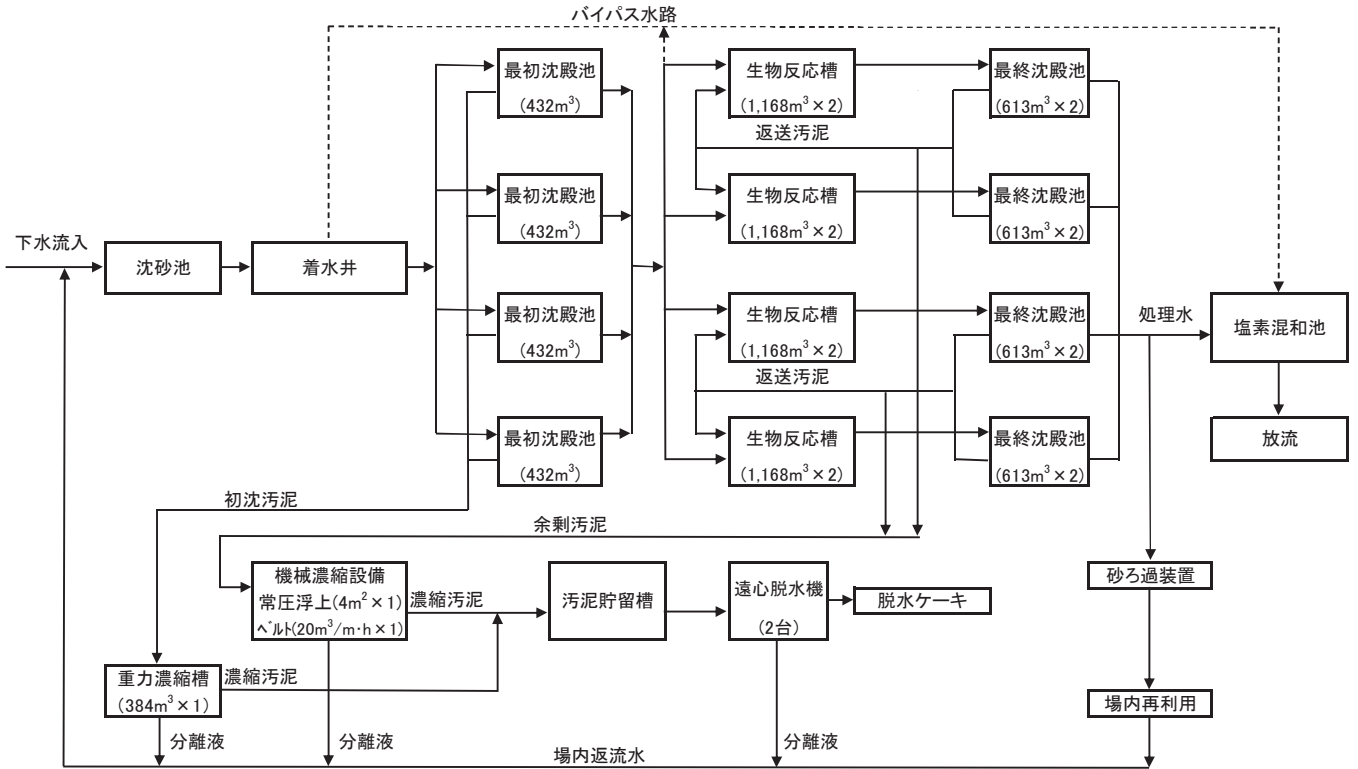 バイパス水路
最初沈殿池
(432m³)
生物反応槽
(1,168m³×2)
最終沈殿池
(613m³×2)
返送汚泥
最初沈殿池
(432m³)
生物反応槽
(1,168m³×2)
最終沈殿池
(613m³×2)
下水流入
沈砂池
着水井
最初沈殿池
(432m³)
生物反応槽
(1,168m³×2)
最終沈殿池
(613m³×2)
処理水
塩素混和池
返送汚泥
最初沈殿池
(432m³)
生物反応槽
(1,168m³×2)
最終沈殿池
(613m³×2)
放流
初沈汚泥
余剰汚泥
機械濃縮設備
常圧浮上(4m²×1)
ベルト(20m³/m・h×1)
濃縮汚泥
汚泥貯留槽
遠心脱水機
(2台)
脱水ケーキ
砂ろ過装置
重力濃縮槽
(384m³×1)
濃縮汚泥
場内再利用
分離液
分離液
分離液
場内返流水